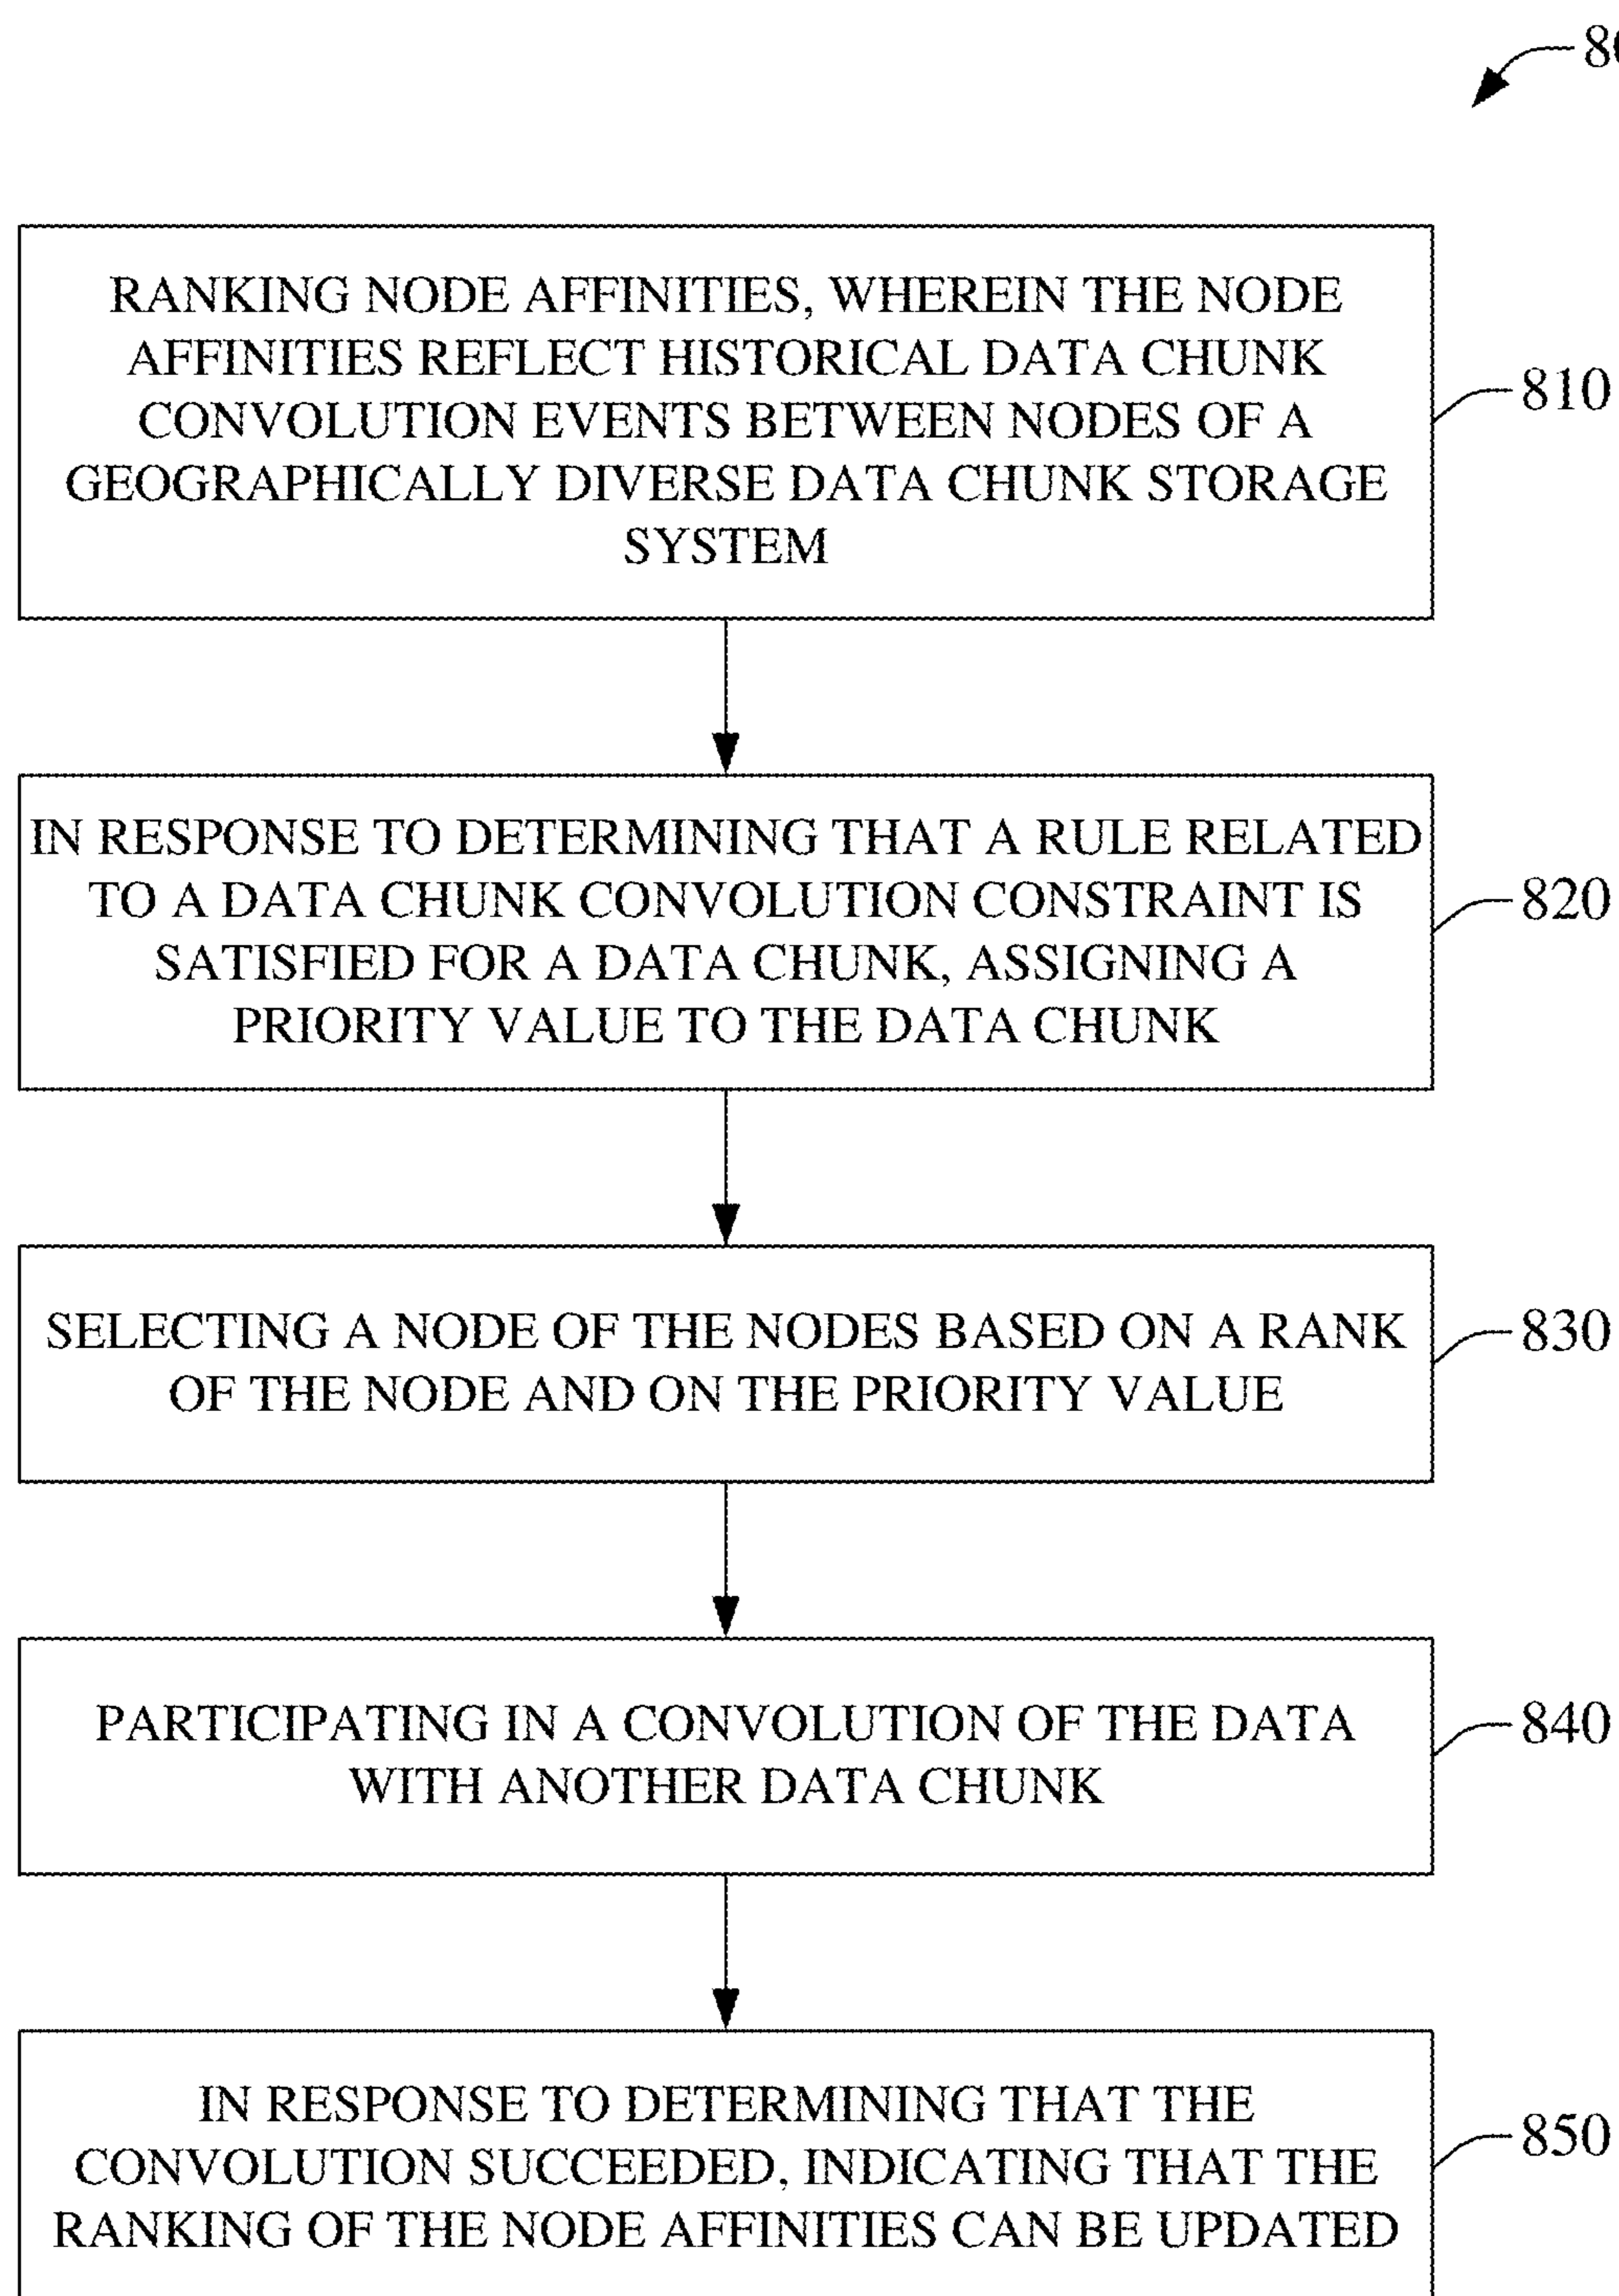 RANKING NODE AFFINITIES, WHEREIN THE NODE
AFFINITIES REFLECT HISTORICAL DATA CHUNK
CONVOLUTION EVENTS BETWEEN NODES OF A
GEOGRAPHICALLY DIVERSE DATA CHUNK STORAGE
SYSTEM
810
IN RESPONSE TO DETERMINING THAT A RULE RELATED
TO A DATA CHUNK CONVOLUTION CONSTRAINT IS
SATISFIED FOR A DATA CHUNK, ASSIGNING A
PRIORITY VALUE TO THE DATA CHUNK
820
SELECTING A NODE OF THE NODES BASED ON A RANK
OF THE NODE AND ON THE PRIORITY VALUE
830
PARTICIPATING IN A CONVOLUTION OF THE DATA
WITH ANOTHER DATA CHUNK
840
IN RESPONSE TO DETERMINING THAT THE
CONVOLUTION SUCCEEDED, INDICATING THAT THE
RANKING OF THE NODE AFFINITIES CAN BE UPDATED
850